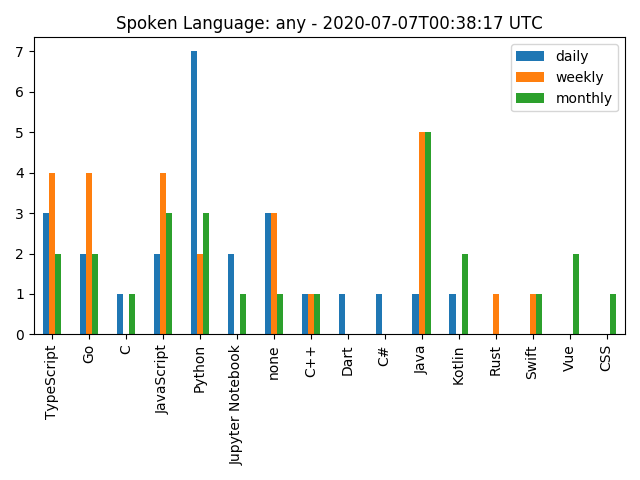 Spoken Language: any - 2020-07-07T00:38:17 UTC
daily
weekly
monthly
7
6
5
4
3
2
1
0
TypeScript
Go
C
JavaScript
Python
Jupyter Notebook
none
C++
Dart
C#
Java
Kotlin
Rust
Swift
Vue
CSS